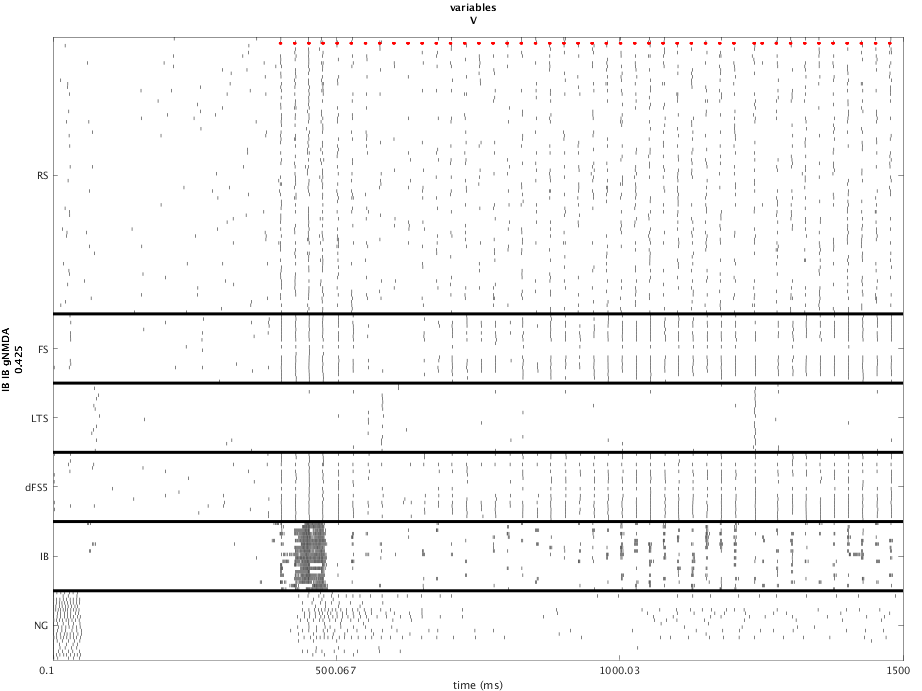 variables
V
RS
FS
LTS
dFS5
IB
NG
IB IB gNMDA
0.425
0.1
500.067
1000.03
1500
time (ms)